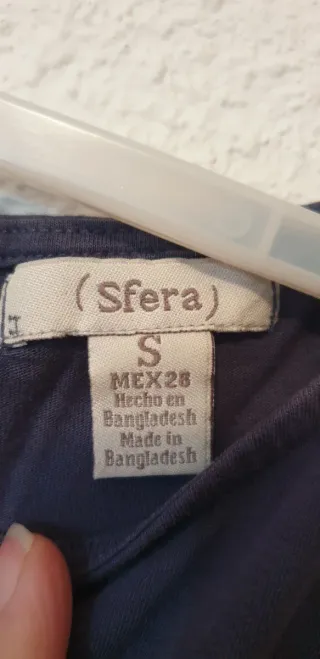 (Sfera)
S
MEX28
Hecho en
Bangladesh
Made in
Bangladesh